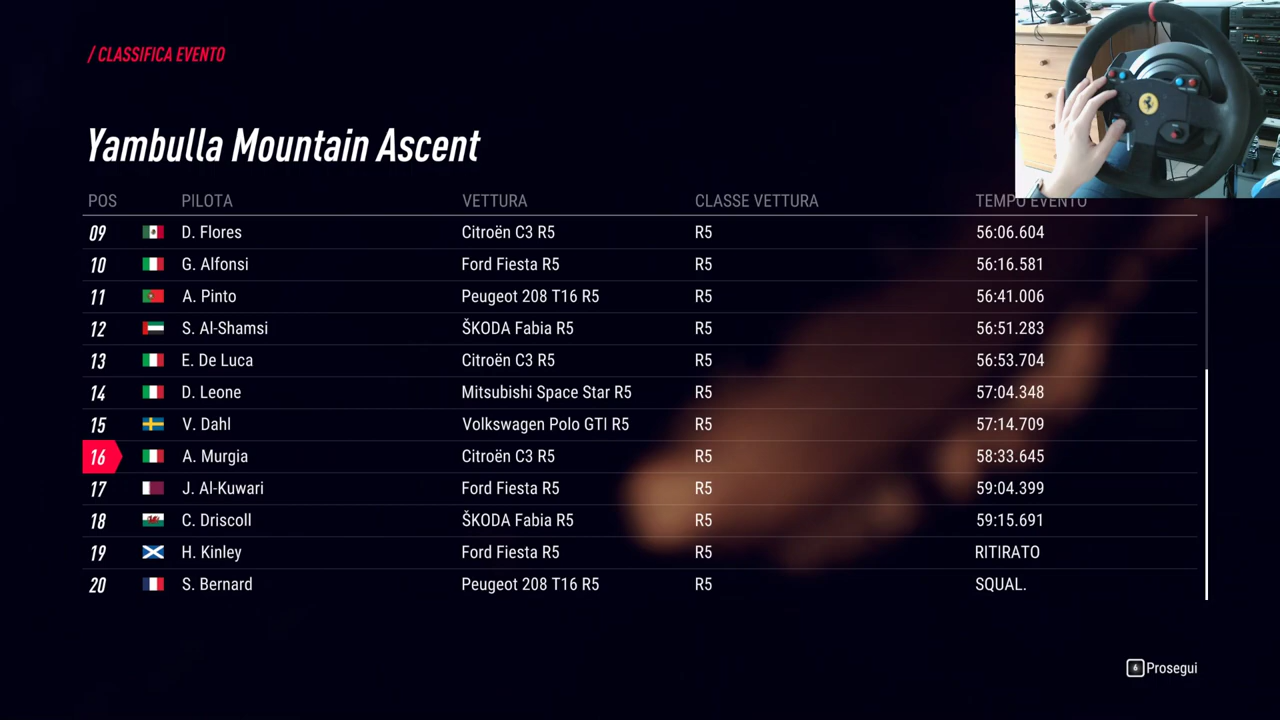 / CLASSIFICA EVENTO
Yambulla Mountain Ascent
POS PILOTA VETTURA CLASSE VETTURA TEMPO EVENTO
09 D. Flores Citroën C3 R5 R5 56:06.604
10 G. Alfonsi Ford Fiesta R5 R5 56:16.581
11 A. Pinto Peugeot 208 T16 R5 R5 56:41.006
12 S. Al-Shamsi ŠKODA Fabia R5 R5 56:51.283
13 E. De Luca Citroën C3 R5 R5 56:53.704
14 D. Leone Mitsubishi Space Star R5 R5 57:04.348
15 V. Dahl Volkswagen Polo GTI R5 R5 57:14.709
16 A. Murgia Citroën C3 R5 R5 58:33.645
17 J. Al-Kuwari Ford Fiesta R5 R5 59:04.399
18 C. Driscoll ŠKODA Fabia R5 R5 59:15.691
19 H. Kinley Ford Fiesta R5 R5 RITIRATO
20 S. Bernard Peugeot 208 T16 R5 R5 SQUAL.
6 Prosegui